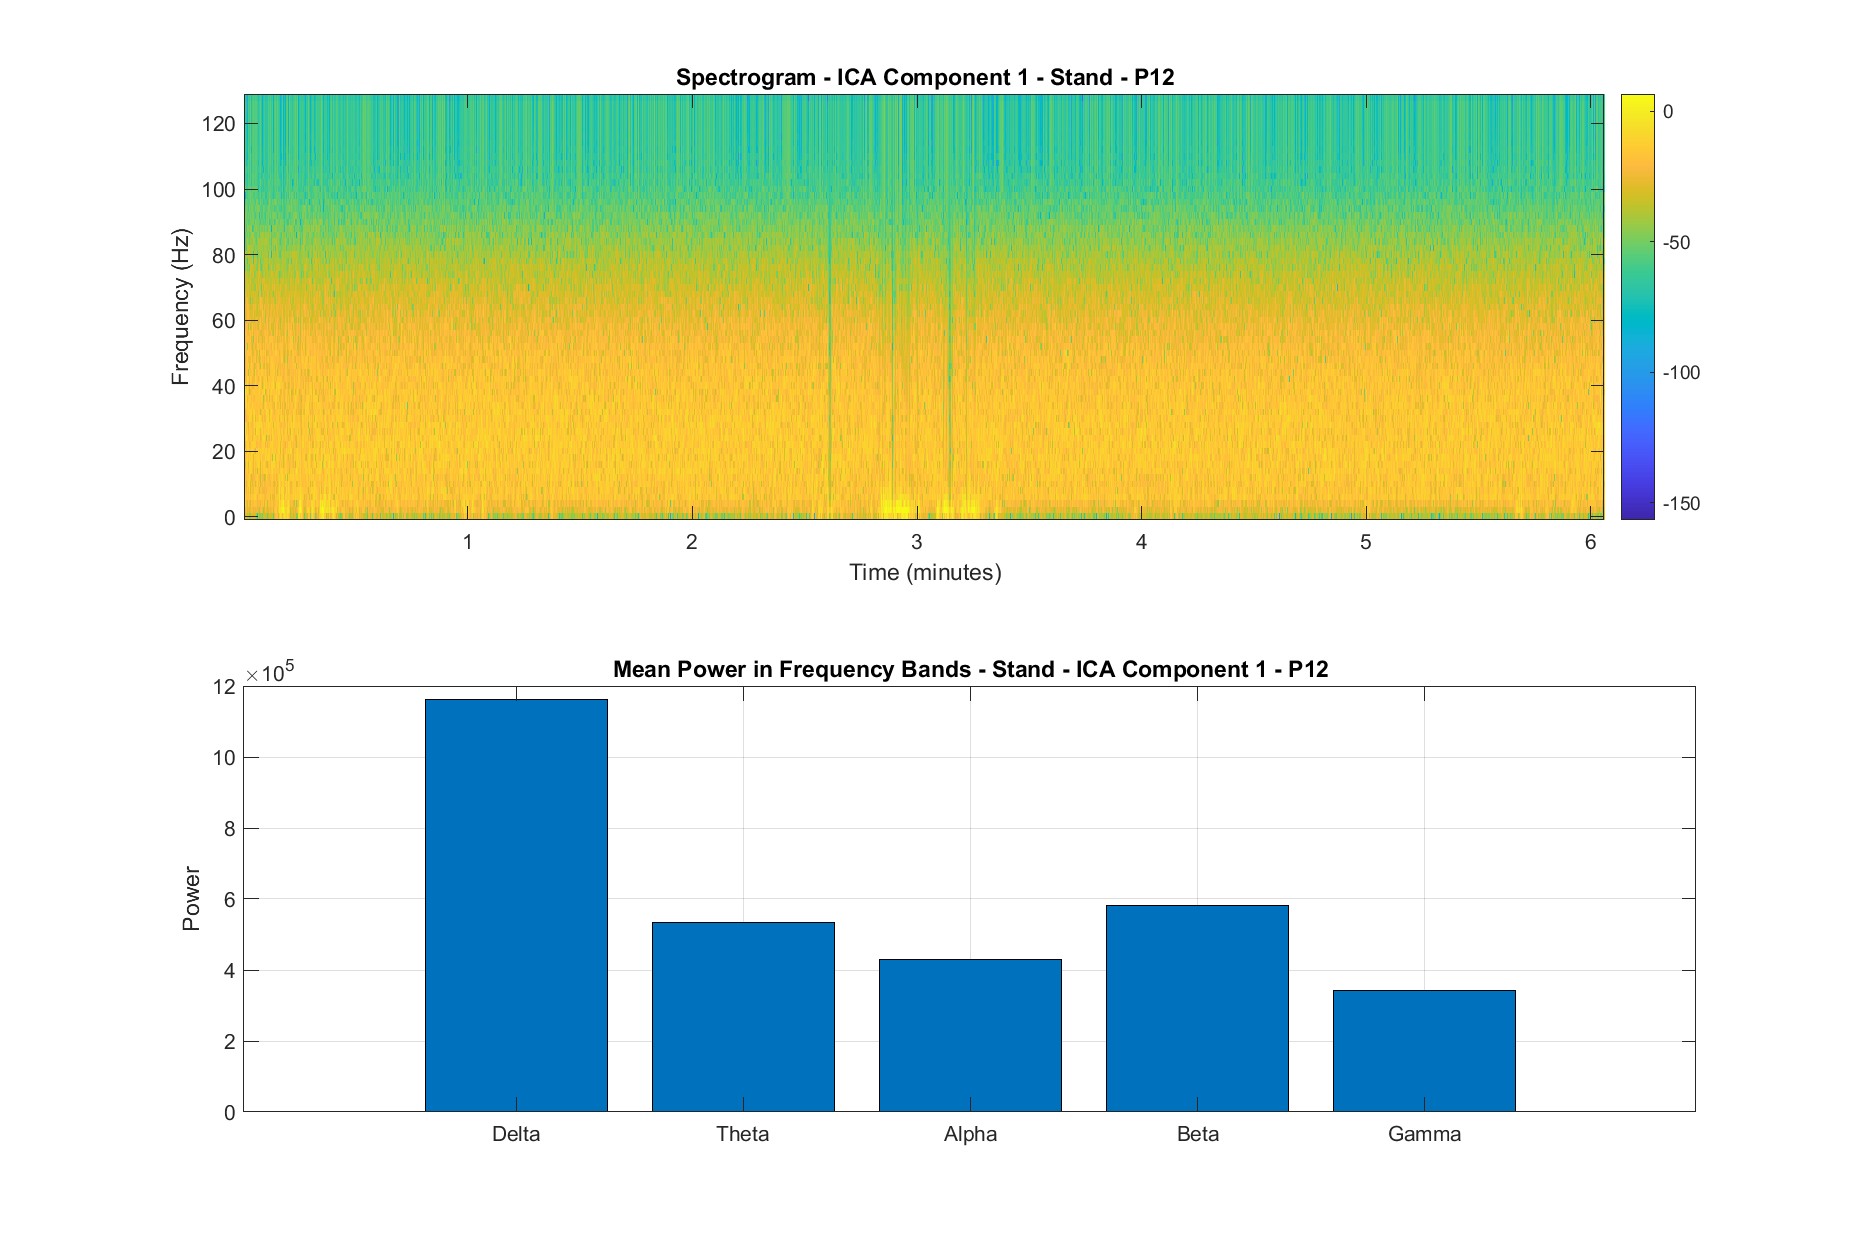 Spectrogram - ICA Component 1 - Stand - P12
Frequency (Hz)
120
100
80
60
40
20
0
1 2 3 4 5 6
Time (minutes)
0
-50
-100
-150
Mean Power in Frequency Bands - Stand - ICA Component 1 - P12
×10⁵
Power
12
10
8
6
4
2
0
Delta Theta Alpha Beta Gamma